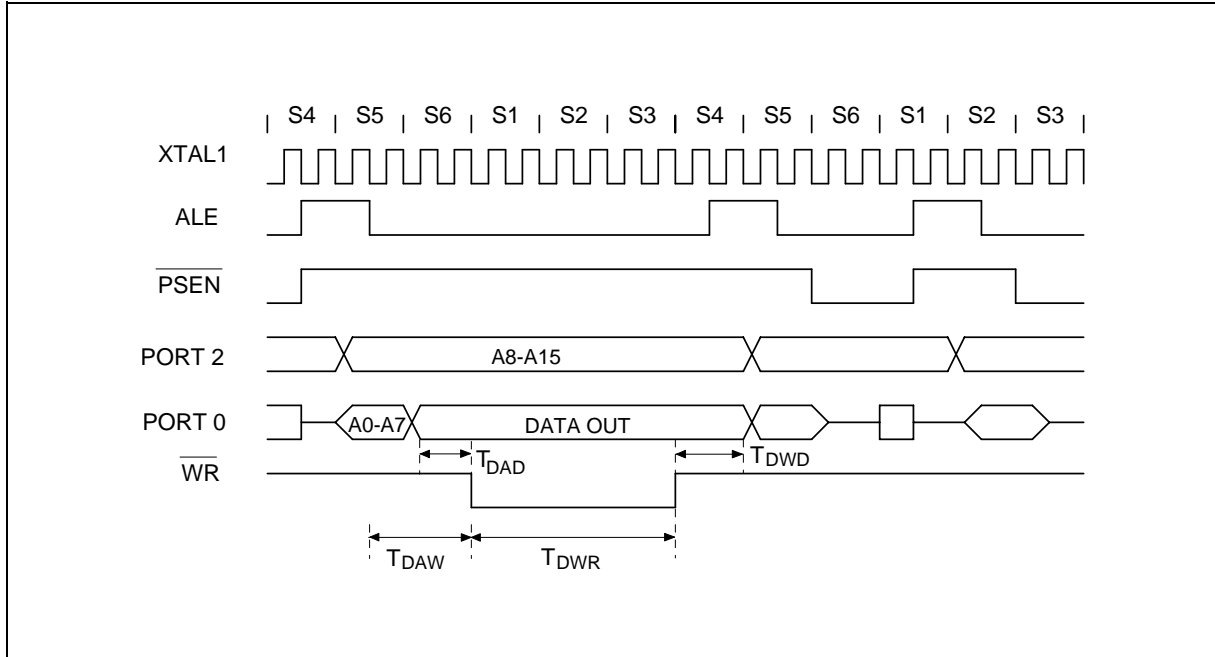 S4 S5 S6 S1 S2 S3 S4 S5 S6 S1 S2 S3
XTAL1
ALE
PSEN
PORT 2
A8-A15
PORT 0
A0-A7
DATA OUT
TDAD
TDWD
WR
TDAW
TDWR